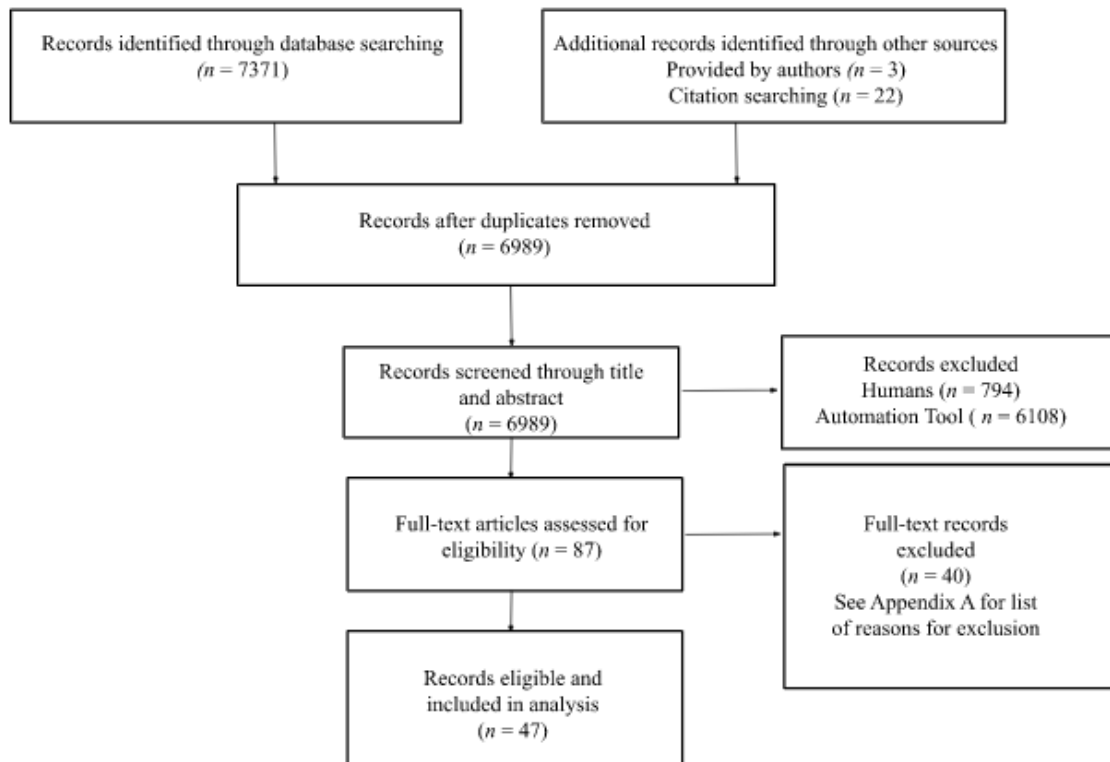 Records identified through database searching
(n = 7371)
Additional records identified through other sources
Provided by authors (n = 3)
Citation searching (n = 22)
Records after duplicates removed
(n = 6989)
Records screened through title
and abstract
(n = 6989)
Records excluded
Humans (n = 794)
Automation Tool ( n = 6108)
Full-text articles assessed for
eligibility (n = 87)
Full-text records
excluded
(n = 40)
See Appendix A for list
of reasons for exclusion
Records eligible and
included in analysis
(n = 47)